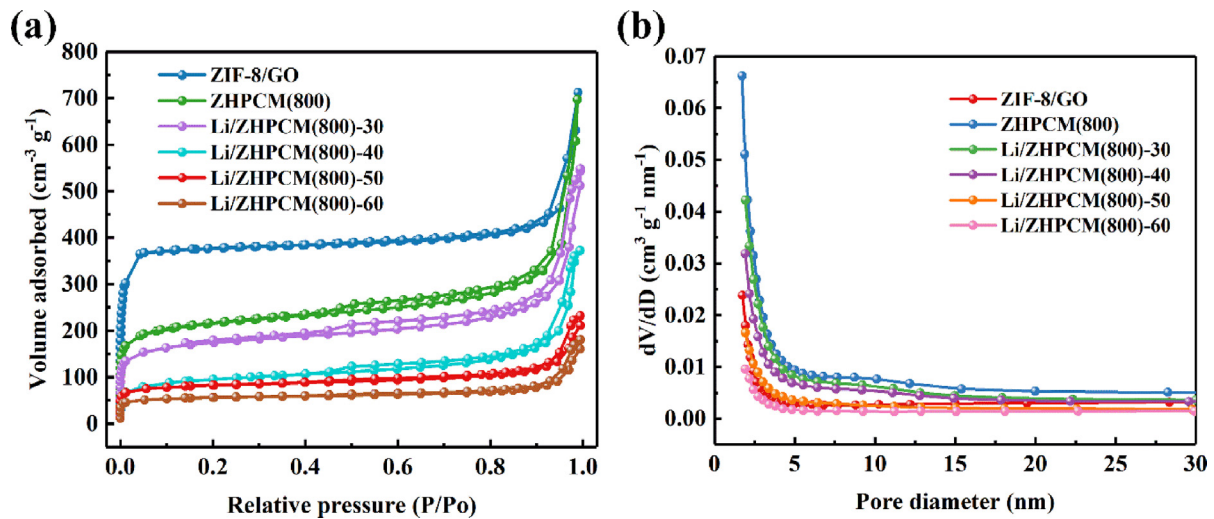 (a)
800
700
600
500
400
300
200
100
0
Volume adsorbed (cm⁻³ g⁻¹)
ZIF-8/GO
ZHPCM(800)
Li/ZHPCM(800)-30
Li/ZHPCM(800)-40
Li/ZHPCM(800)-50
Li/ZHPCM(800)-60
0.0 0.2 0.4 0.6 0.8 1.0
Relative pressure (P/Po)
(b)
0.07
0.06
0.05
0.04
0.03
0.02
0.01
0.00
dV/dD (cm³ g⁻¹ nm⁻¹)
ZIF-8/GO
ZHPCM(800)
Li/ZHPCM(800)-30
Li/ZHPCM(800)-40
Li/ZHPCM(800)-50
Li/ZHPCM(800)-60
0 5 10 15 20 25 30
Pore diameter (nm)